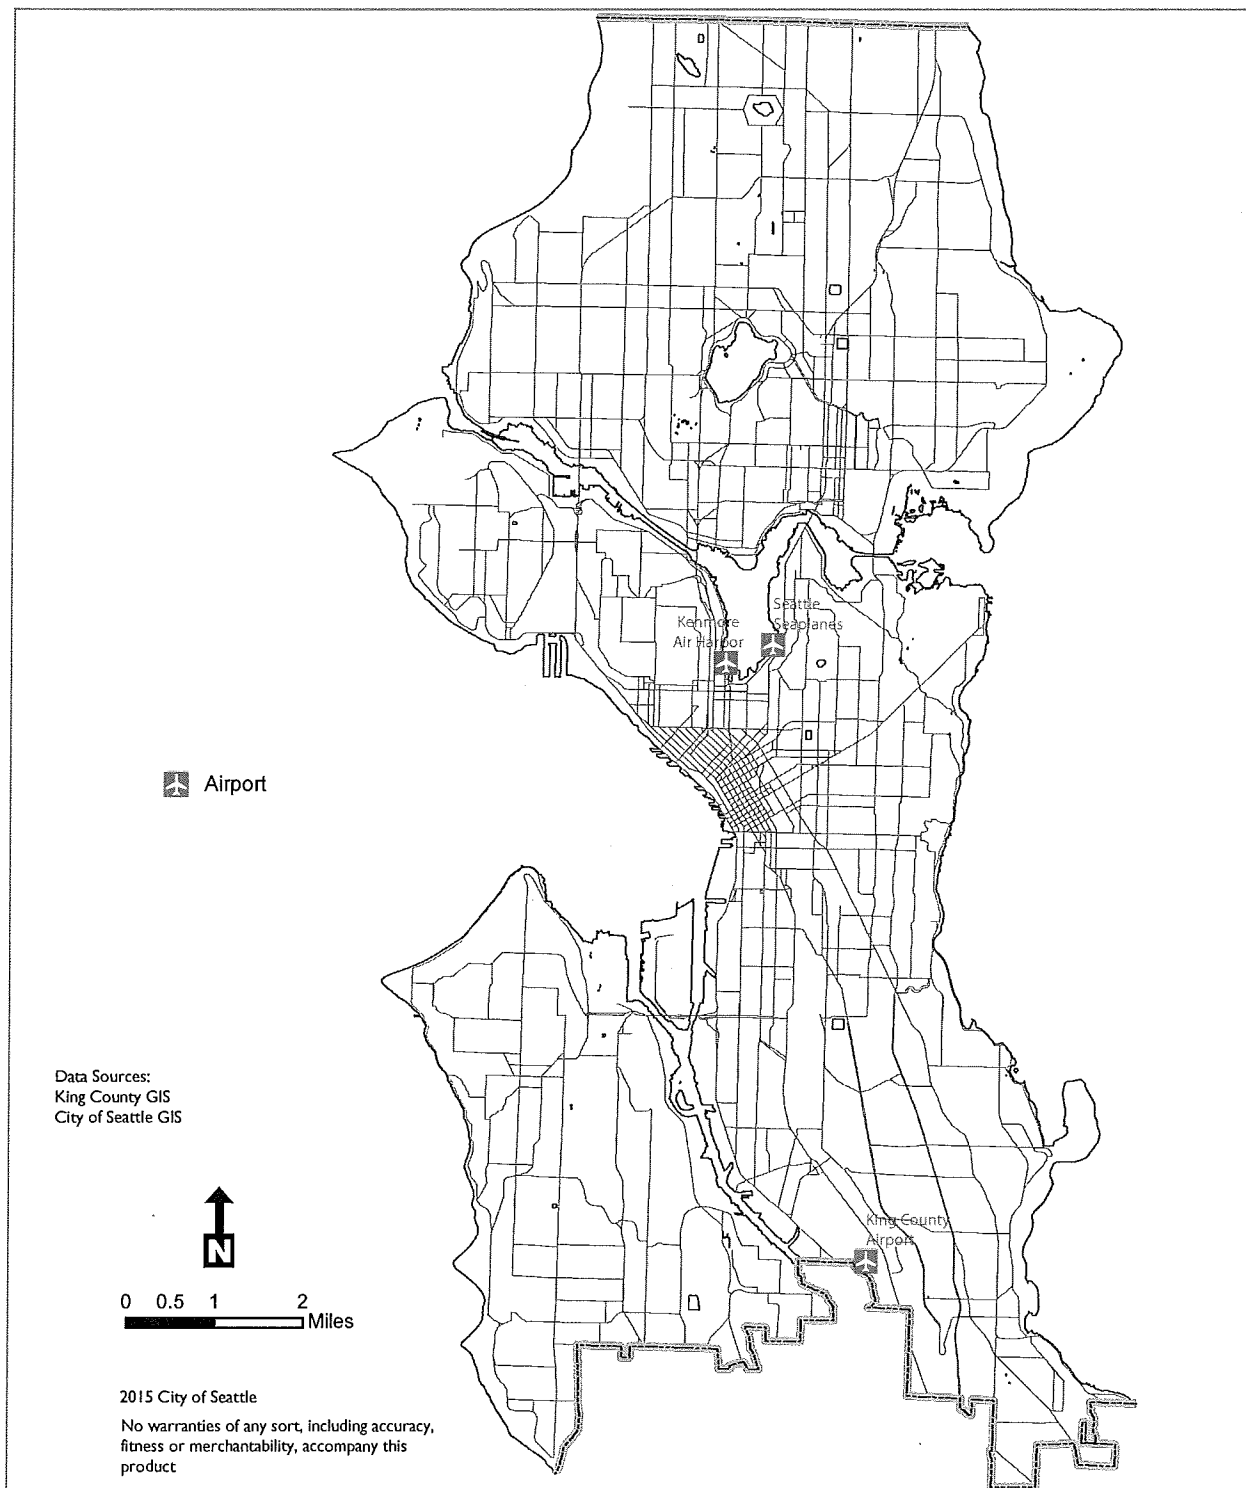 Seattle
Seaplanes
Kenmore
Air Harbor
Airport
Data Sources:
King County GIS
City of Seattle GIS
King County
Airport
N
0 0.5 1 2
Miles
2015 City of Seattle
No warranties of any sort, including accuracy,
fitness or merchantability, accompany this
product